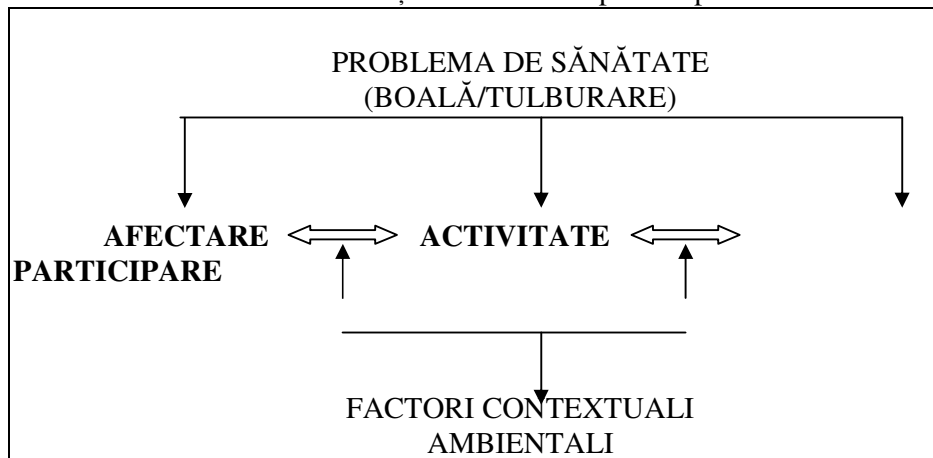 PROBLEMA DE SĂNĂTATE
(BOALĂ/TULBURARE)
AFECTARE ACTIVITATE
PARTICIPARE
FACTORI CONTEXTUALI
AMBIENTALI